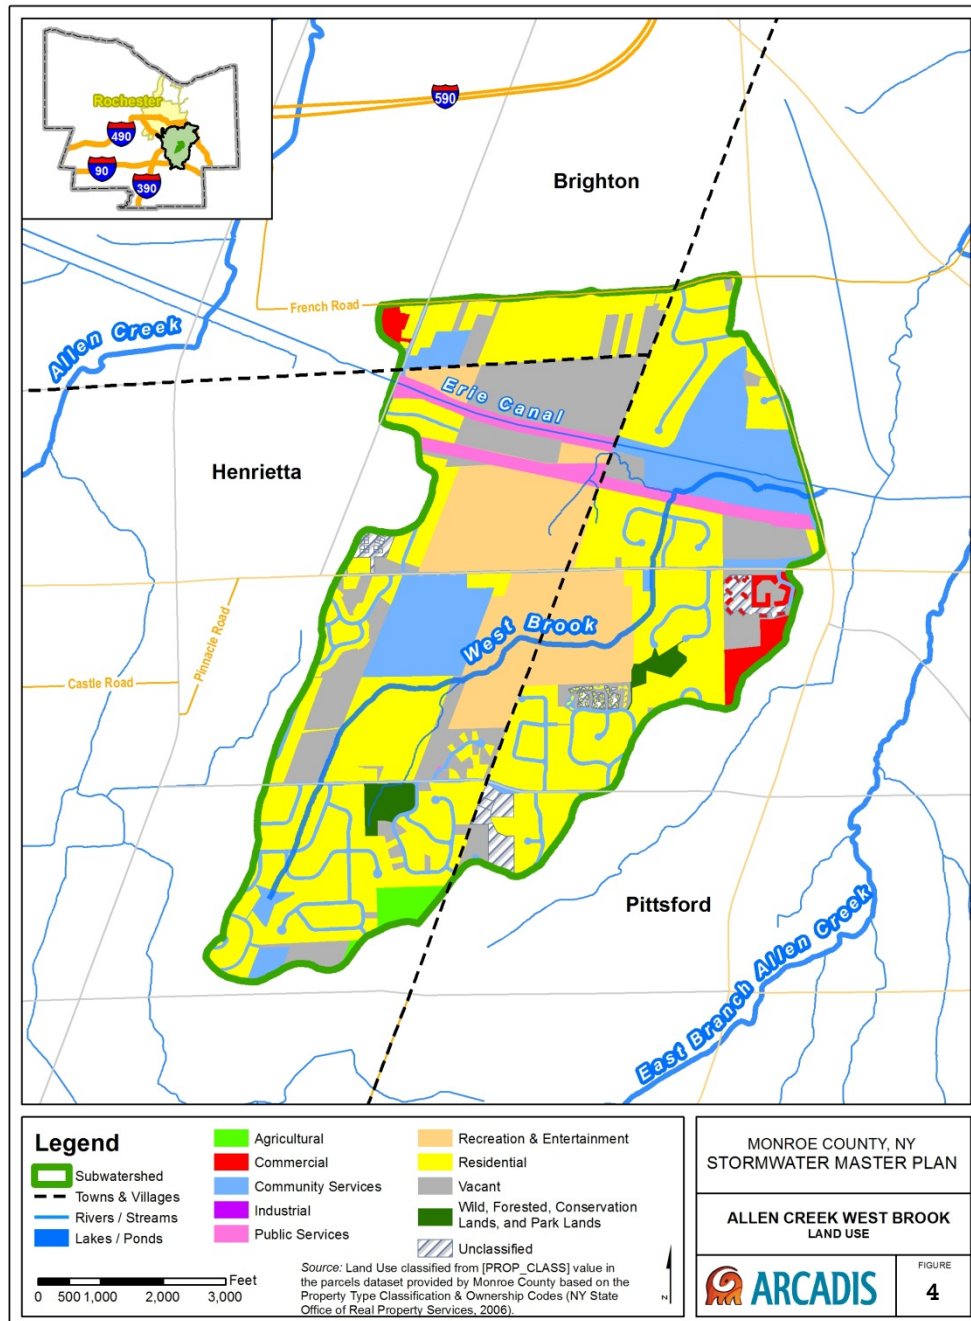 Rochester
490
90
390
590
Brighton
French Road
Allen Creek
Erie Canal
Henrietta
Pinnacle Road
West Brook
Castle Road
Pittsford
East Branch Allen Creek
Legend
Subwatershed
Towns & Villages
Rivers / Streams
Lakes / Ponds
Agricultural
Commercial
Community Services
Industrial
Public Services
Recreation & Entertainment
Residential
Vacant
Wild, Forested, Conservation
Lands, and Park Lands
Unclassified
Feet
0 500 1,000 2,000 3,000
Source: Land Use classified from [PROP_CLASS] value in
the parcels dataset provided by Monroe County based on the
Property Type Classification & Ownership Codes (NY State
Office of Real Property Services, 2006).
N
MONROE COUNTY, NY
STORMWATER MASTER PLAN
ALLEN CREEK WEST BROOK
LAND USE
ARCADIS
FIGURE
4